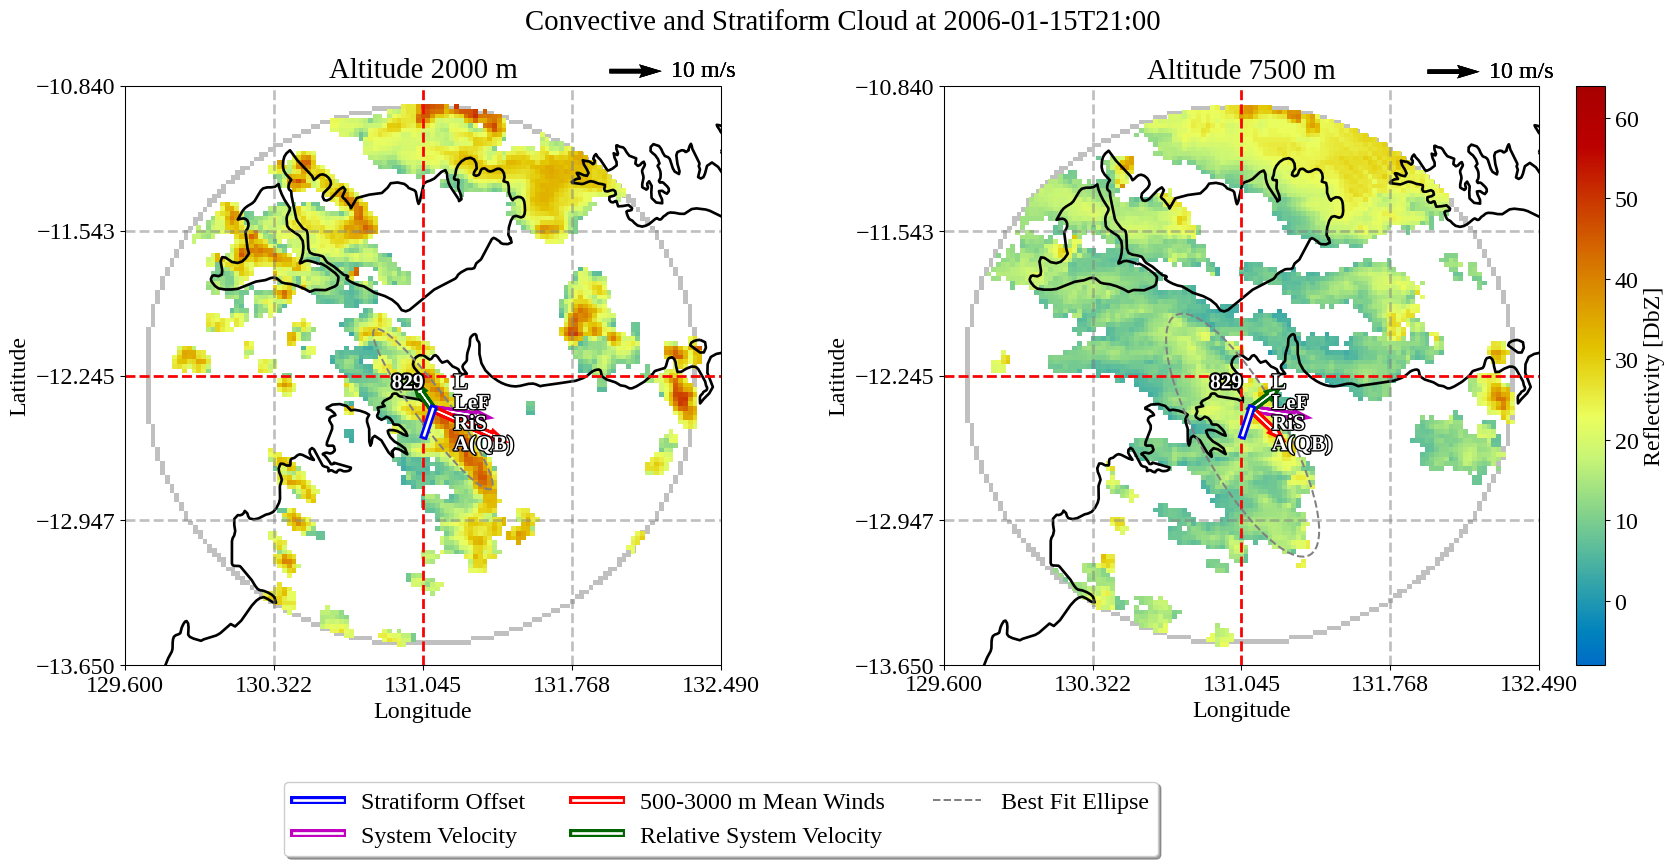 Convective and Stratiform Cloud at 2006-01-15T21:00
Altitude 2000 m
10 m/s
Altitude 7500 m
10 m/s
−10.840
−11.543
−12.245
−12.947
−13.650
Latitude
129.600
130.322
131.045
131.768
132.490
Longitude
829
L
LeF
RiS
A(QB)
−10.840
−11.543
−12.245
−12.947
−13.650
Latitude
129.600
130.322
131.045
131.768
132.490
Longitude
829
L
LeF
RiS
A(QB)
60
50
40
30
20
10
0
Reflectivity [DbZ]
Stratiform Offset
System Velocity
500-3000 m Mean Winds
Relative System Velocity
Best Fit Ellipse